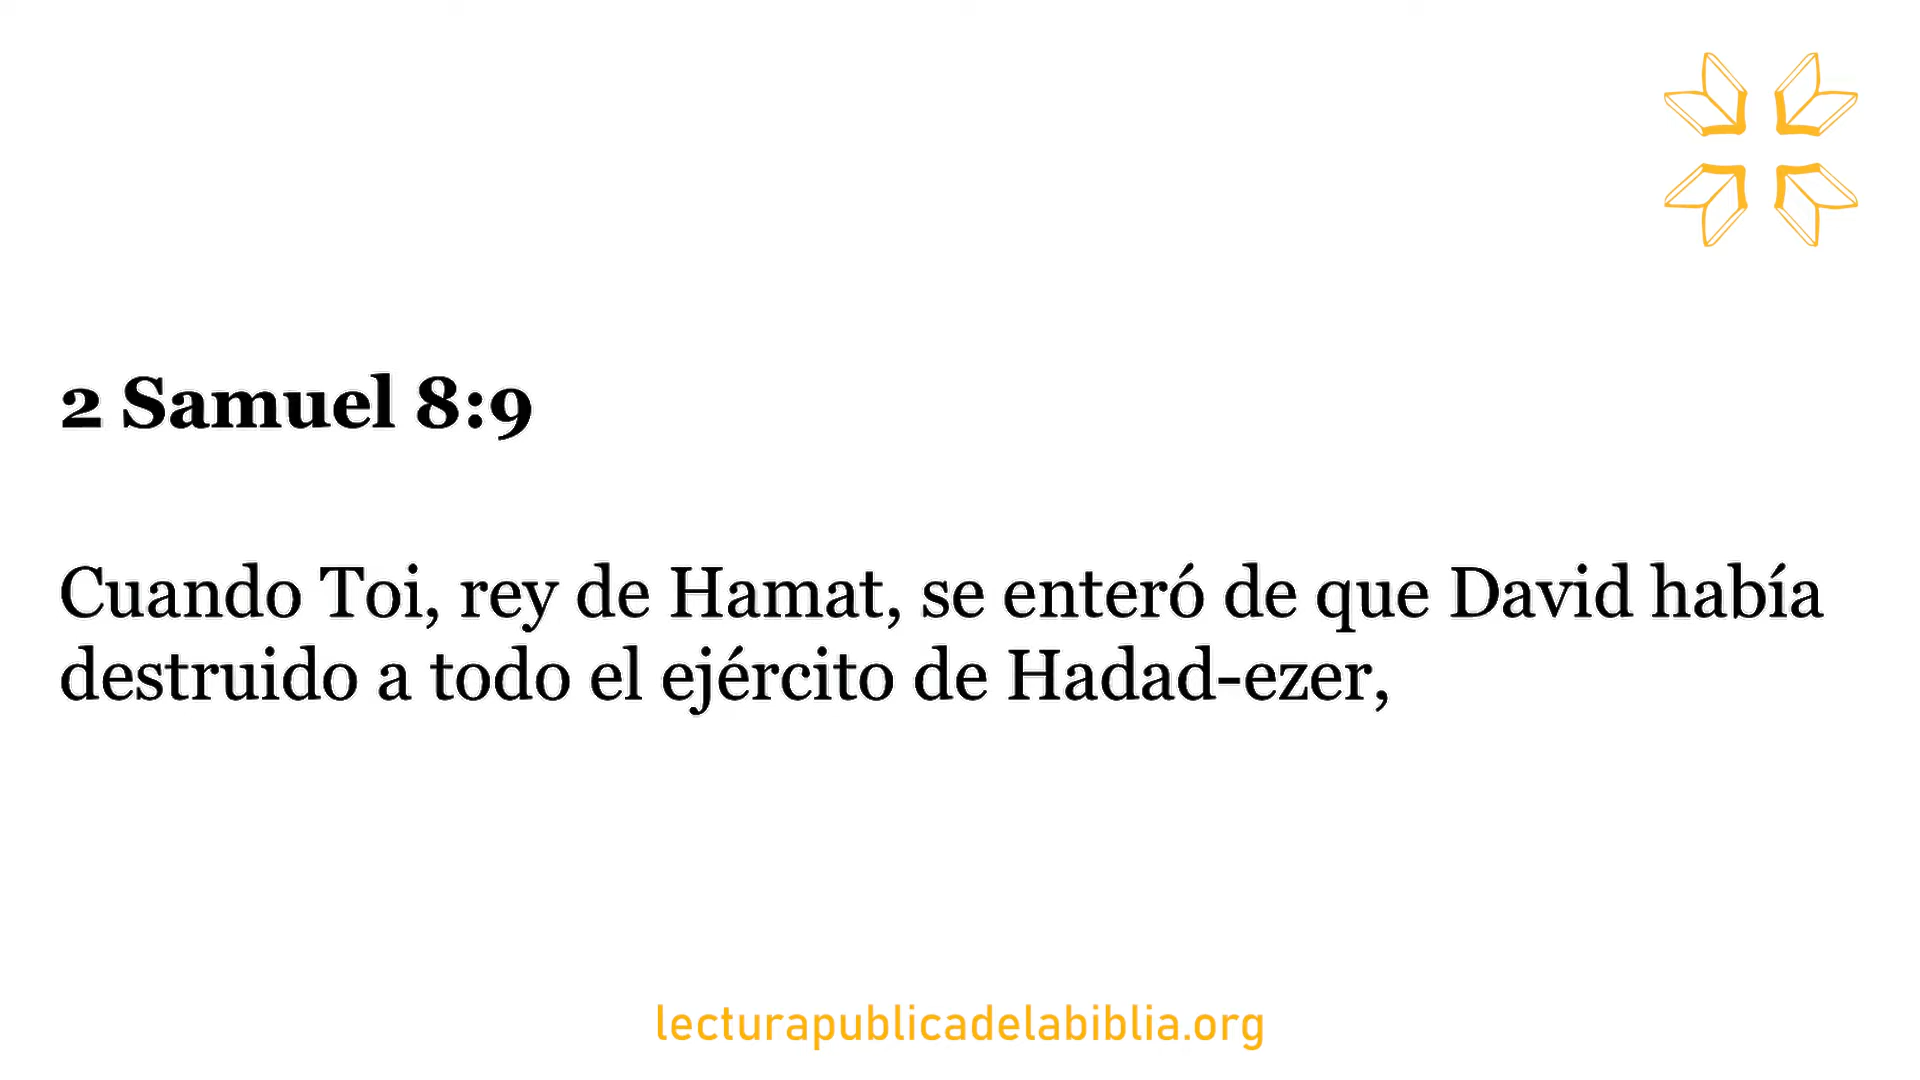 2 Samuel 8:9
Cuando Toi, rey de Hamat, se enteró de que David había
destruido a todo el ejército de Hadad-ezer,
lecturapublicadelabiblia.org